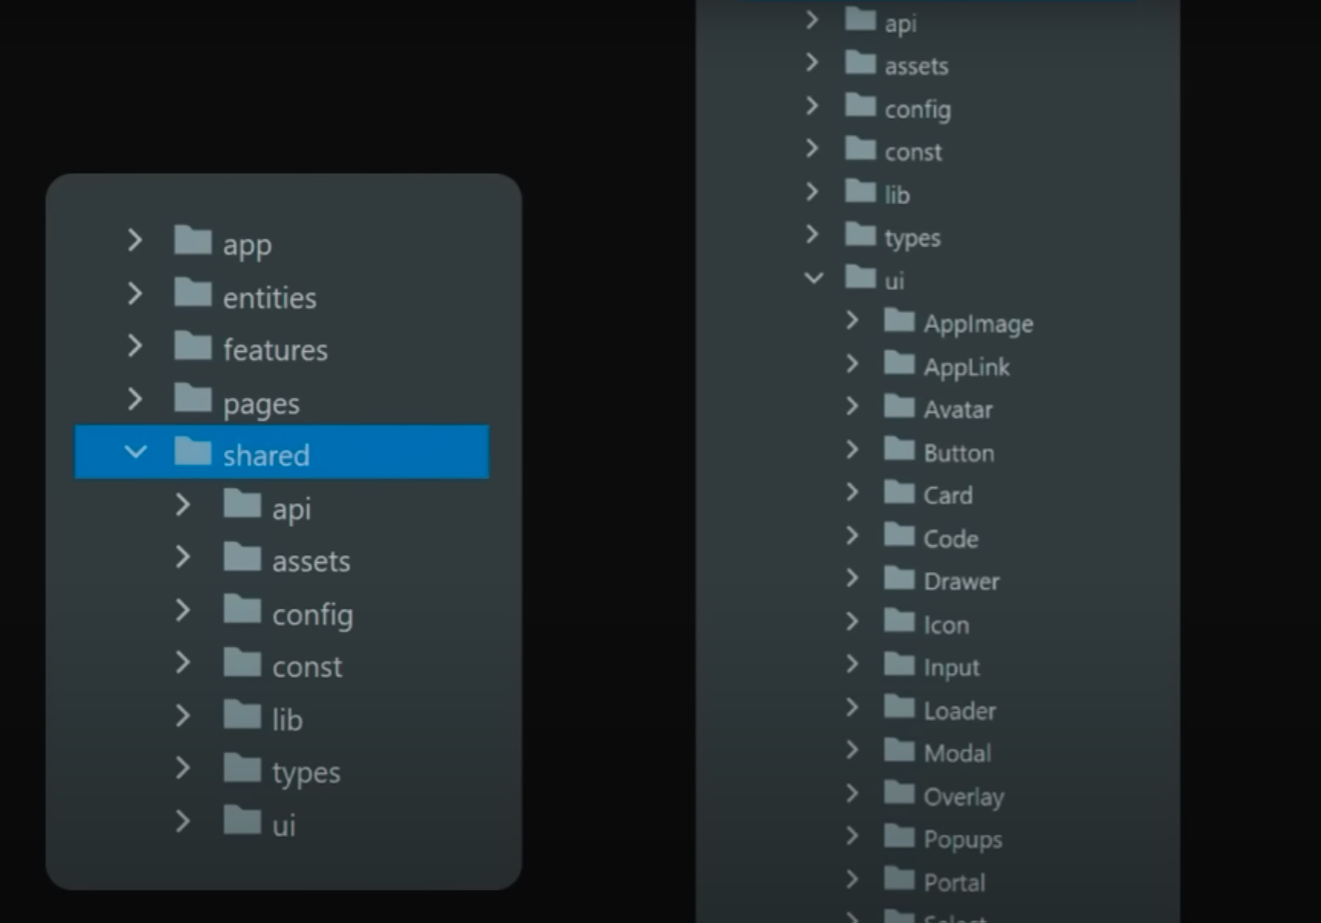 app
entities
features
pages
shared
api
assets
config
const
lib
types
ui
api
assets
config
const
lib
types
ui
AppImage
AppLink
Avatar
Button
Card
Code
Drawer
Icon
Input
Loader
Modal
Overlay
Popups
Portal